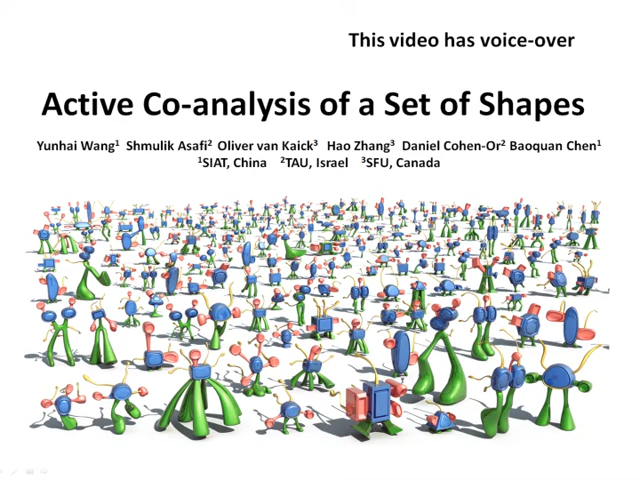 This video has voice-over
Active Co-analysis of a Set of Shapes
Yunhai Wang¹ Shmulik Asafi² Oliver van Kaick³ Hao Zhang³ Daniel Cohen-Or² Baoquan Chen¹
¹SIAT, China ²TAU, Israel ³SFU, Canada